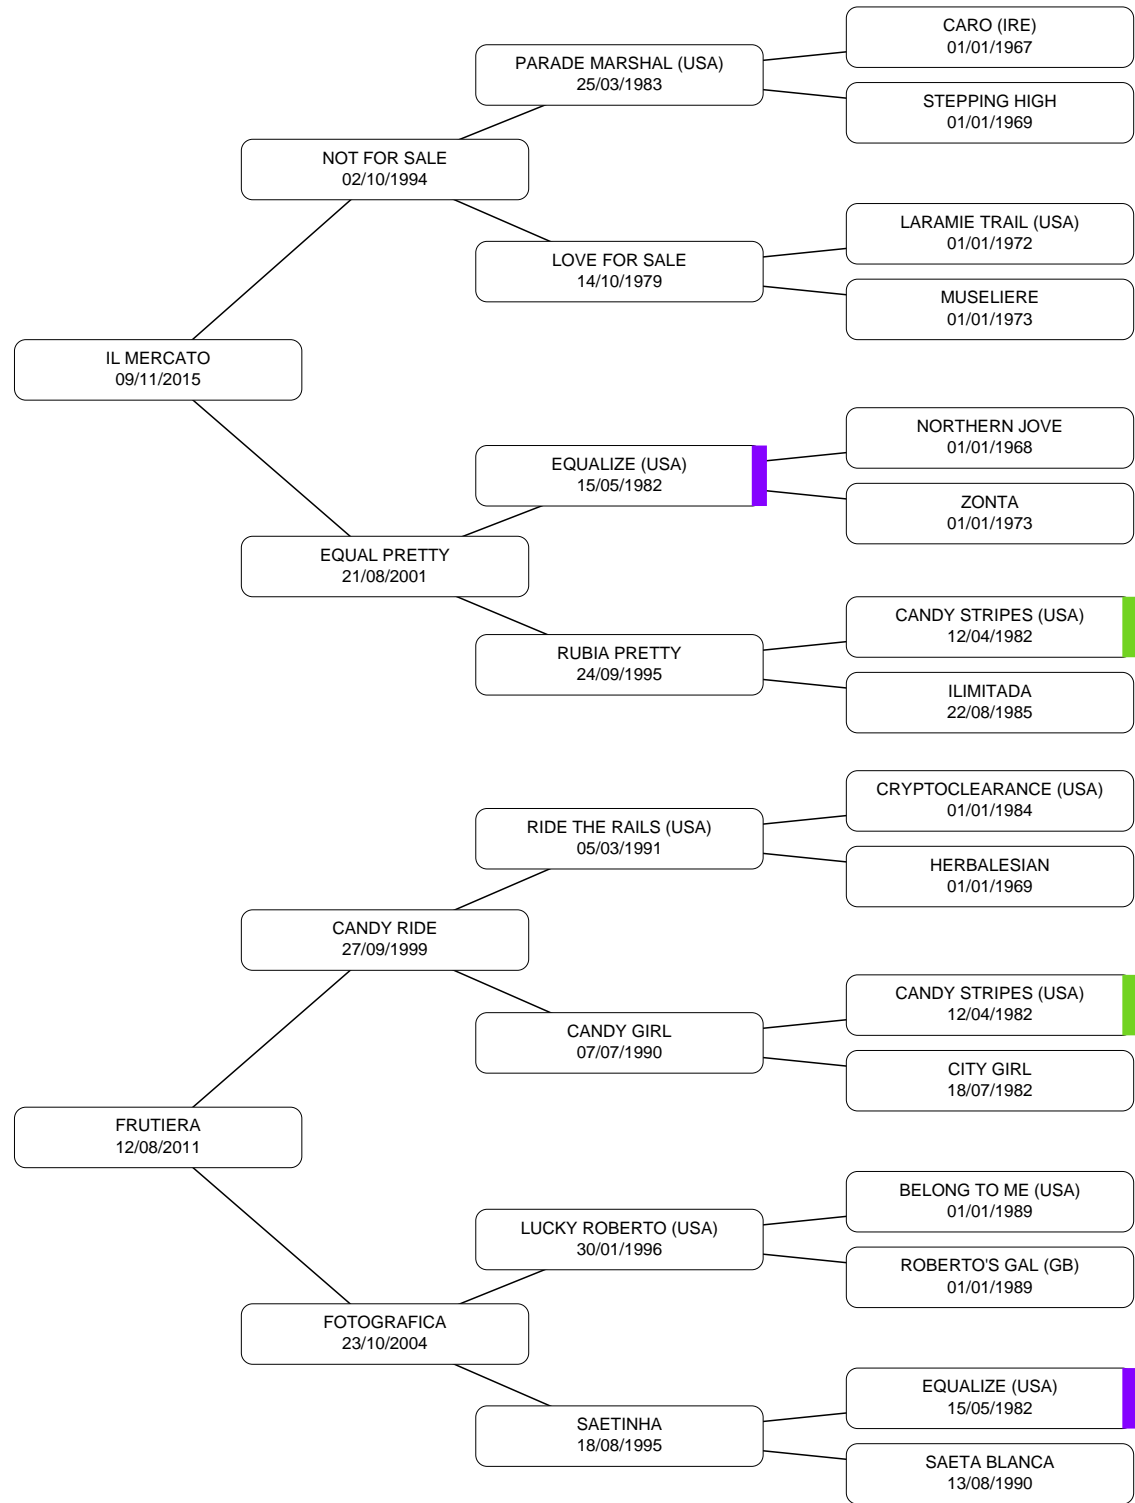 CARO (IRE)
01/01/1967
PARADE MARSHAL (USA)
25/03/1983
STEPPING HIGH
01/01/1969
NOT FOR SALE
02/10/1994
LARAMIE TRAIL (USA)
01/01/1972
LOVE FOR SALE
14/10/1979
MUSELIERE
01/01/1973
IL MERCATO
09/11/2015
NORTHERN JOVE
01/01/1968
EQUALIZE (USA)
15/05/1982
ZONTA
01/01/1973
EQUAL PRETTY
21/08/2001
CANDY STRIPES (USA)
12/04/1982
RUBIA PRETTY
24/09/1995
ILIMITADA
22/08/1985
CRYPTOCLEARANCE (USA)
01/01/1984
RIDE THE RAILS (USA)
05/03/1991
HERBALESIAN
01/01/1969
CANDY RIDE
27/09/1999
CANDY STRIPES (USA)
12/04/1982
CANDY GIRL
07/07/1990
CITY GIRL
18/07/1982
FRUTIERA
12/08/2011
BELONG TO ME (USA)
01/01/1989
LUCKY ROBERTO (USA)
30/01/1996
ROBERTO'S GAL (GB)
01/01/1989
FOTOGRAFICA
23/10/2004
EQUALIZE (USA)
15/05/1982
SAETINHA
18/08/1995
SAETA BLANCA
13/08/1990